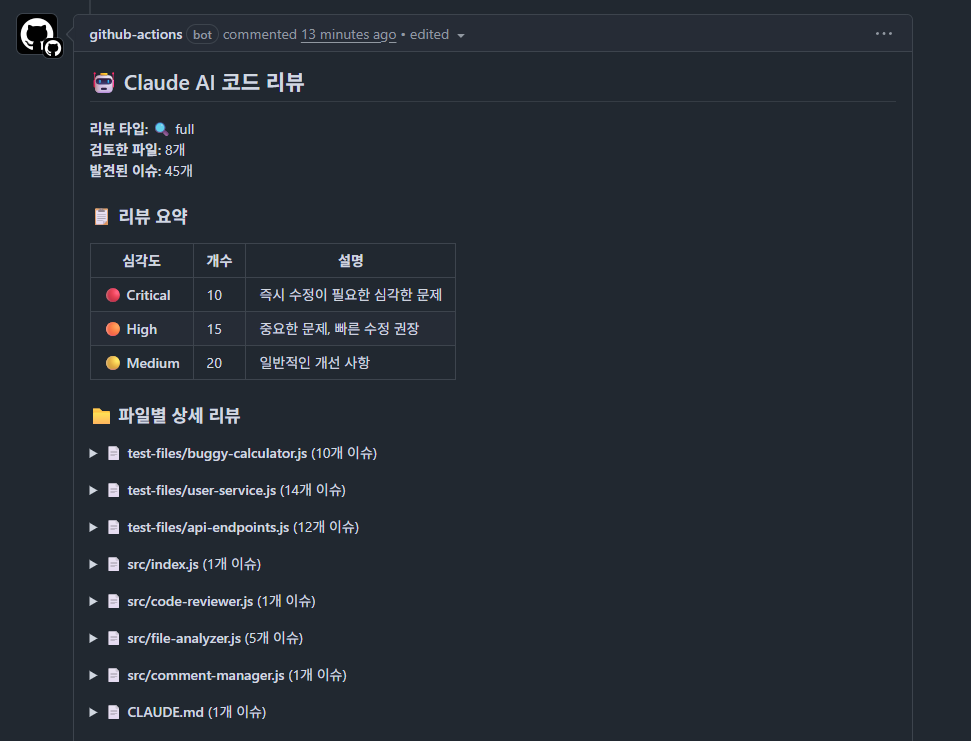 github-actions bot commented 13 minutes ago • edited
Claude AI 코드 리뷰
리뷰 타입: full
검토한 파일: 8개
발견된 이슈: 45개
리뷰 요약
심각도 개수 설명
Critical 10 즉시 수정이 필요한 심각한 문제
High 15 중요한 문제, 빠른 수정 권장
Medium 20 일반적인 개선 사항
파일별 상세 리뷰
test-files/buggy-calculator.js (10개 이슈)
test-files/user-service.js (14개 이슈)
test-files/api-endpoints.js (12개 이슈)
src/index.js (1개 이슈)
src/code-reviewer.js (1개 이슈)
src/file-analyzer.js (5개 이슈)
src/comment-manager.js (1개 이슈)
CLAUDE.md (1개 이슈)